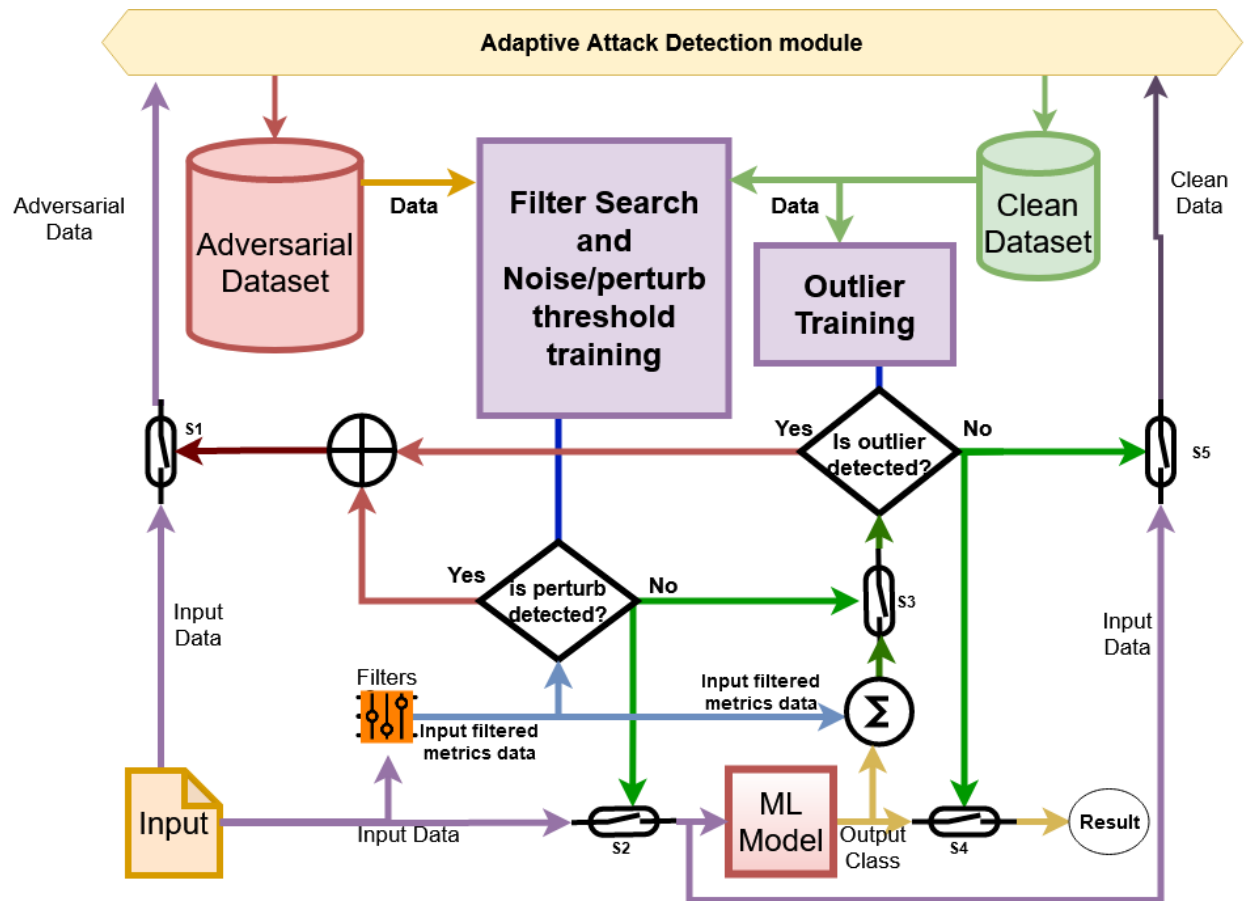 Adaptive Attack Detection module
Adversarial
Data
Adversarial
Dataset
Data
Filter Search
and
Noise/perturb
threshold
training
Data
Clean
Dataset
Clean
Data
Outlier
Training
S1
Yes
Is outlier
detected?
No
S5
Yes
is perturb
detected?
No
S3
Input
Data
Input
Data
Filters
Input filtered
metrics data
Input filtered
metrics data
Σ
Input
Input Data
S2
ML
Model
Output
Class
S4
Result